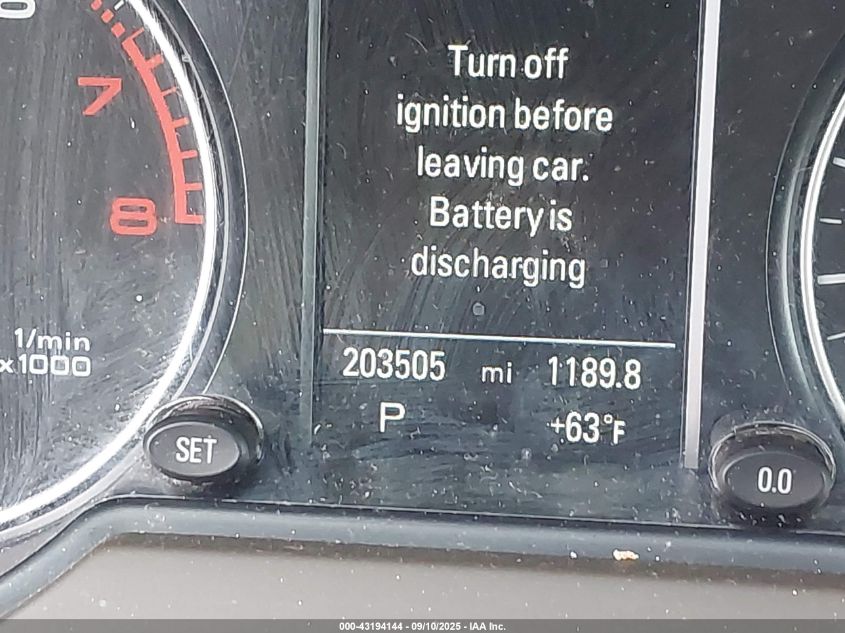 7
8
1/min
x1000
Turn off
ignition before
leaving car.
Battery is
discharging
203505 mi 1189.8
P +63°F
SET
0.0
000-43194144 - 09/10/2025 - IAA Inc.